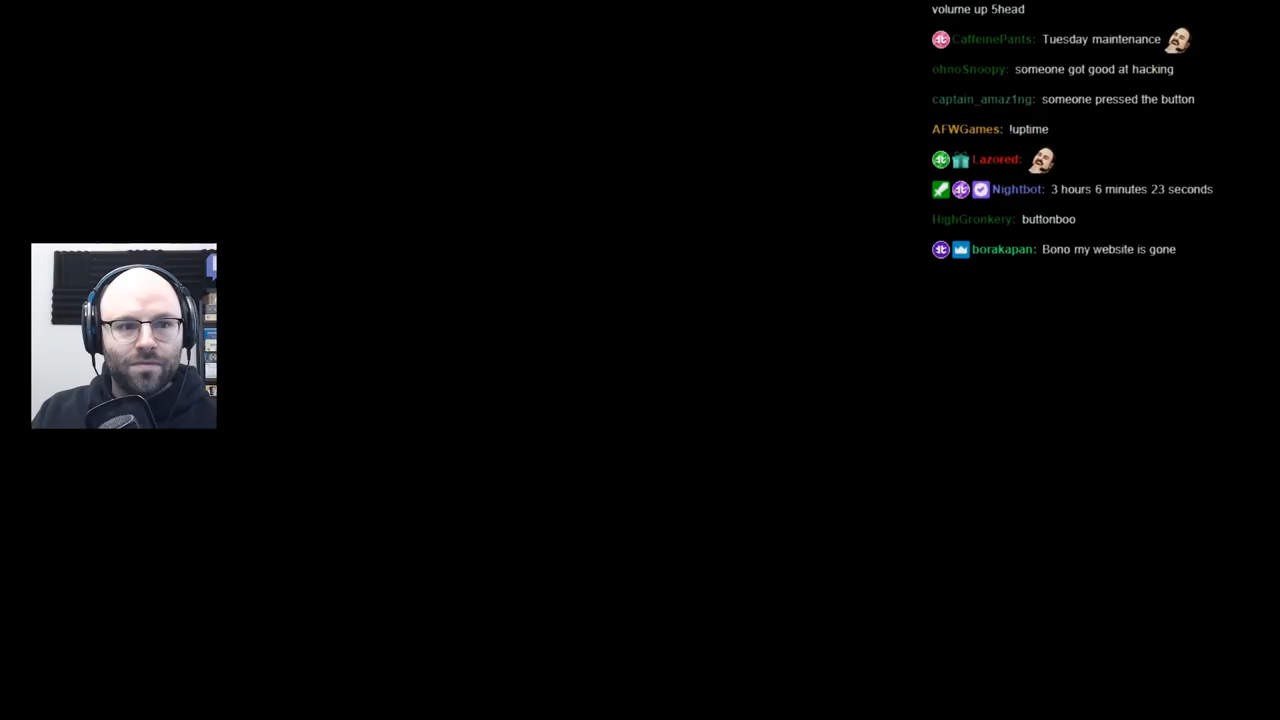 volume up 5head
CaffeinePants: Tuesday maintenance
ohnoSnoopy: someone got good at hacking
captain_amaz1ng: someone pressed the button
AFWGames: !uptime
Lazored:
Nightbot: 3 hours 6 minutes 23 seconds
HighGronkery: buttonboo
borakapan: Bono my website is gone